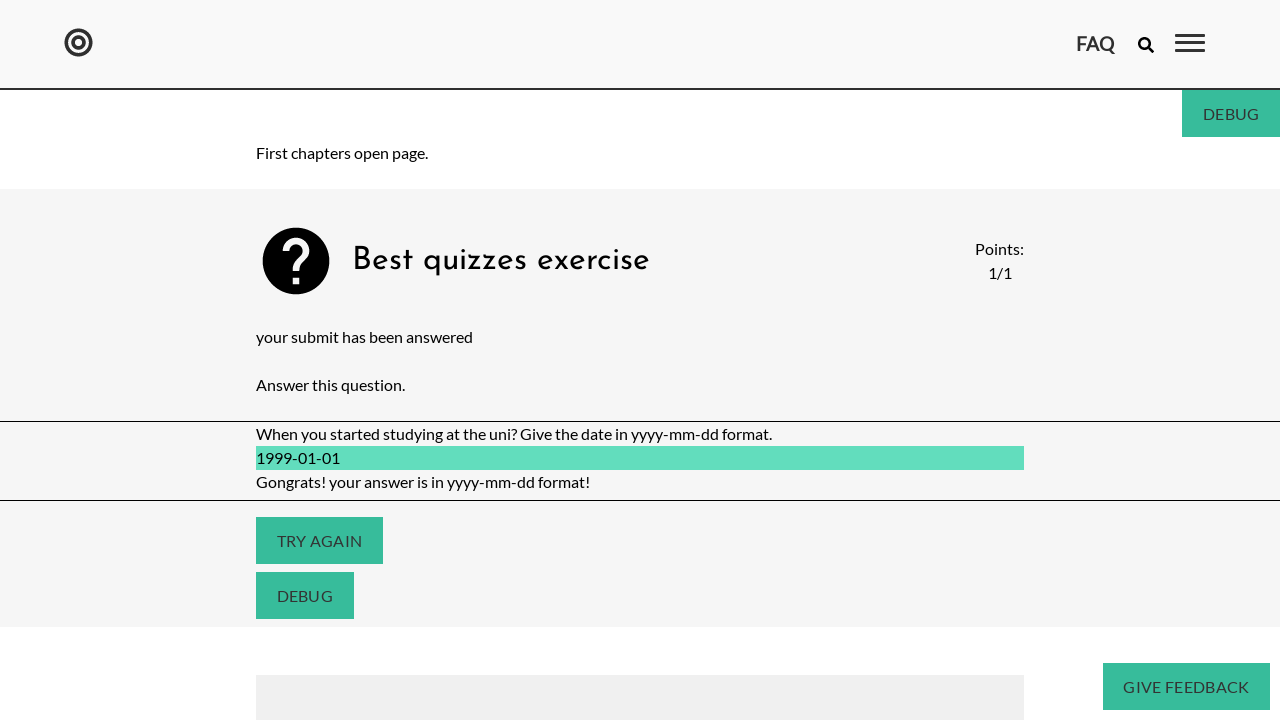 FAQ
DEBUG
First chapters open page.
Best quizzes exercise
Points:
1/1
your submit has been answered
Answer this question.
When you started studying at the uni? Give the date in yyyy-mm-dd format.
1999-01-01
Gongrats! your answer is in yyyy-mm-dd format!
TRY AGAIN
DEBUG
GIVE FEEDBACK